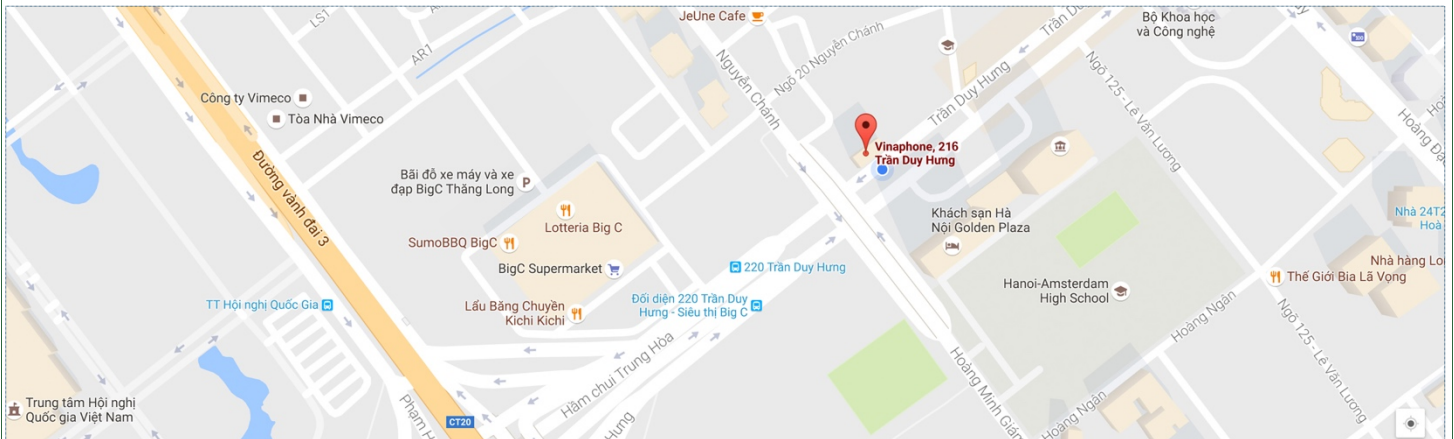 LS1
JeUne Cafe
Trần Duy Hưng
Bộ Khoa học
và Công nghệ
AR1
Ngõ 20 Nguyễn Chánh
Nguyễn Chánh
Ngõ 125 - Lê Văn Lương
Công ty Vimeco
Tòa Nhà Vimeco
Trần Duy Hưng
Vinaphone, 216
Trần Duy Hưng
Đường vành đai 3
Bãi đỗ xe máy và xe
đạp BigC Thăng Long
P
Lotteria Big C
SumoBBQ BigC
BigC Supermarket
Khách sạn Hà
Nội Golden Plaza
Nhà 24T2
Hoà
220 Trần Duy Hưng
Nhà hàng
Thế Giới Bia Lã Vọng
Hanoi-Amsterdam
High School
TT Hội nghị Quốc Gia
Lẩu Băng Chuyền
Kichi Kichi
Đối diện 220 Trần Duy
Hưng - Siêu thị Big C
Hoàng Ngân
Ngõ 125 - Lê Văn Lương
Hầm chui Trung Hòa
Hoàng Minh Giám
Trung tâm Hội nghị
Quốc gia Việt Nam
Phạm H
CT20
Hưng
Hoàng Ngân